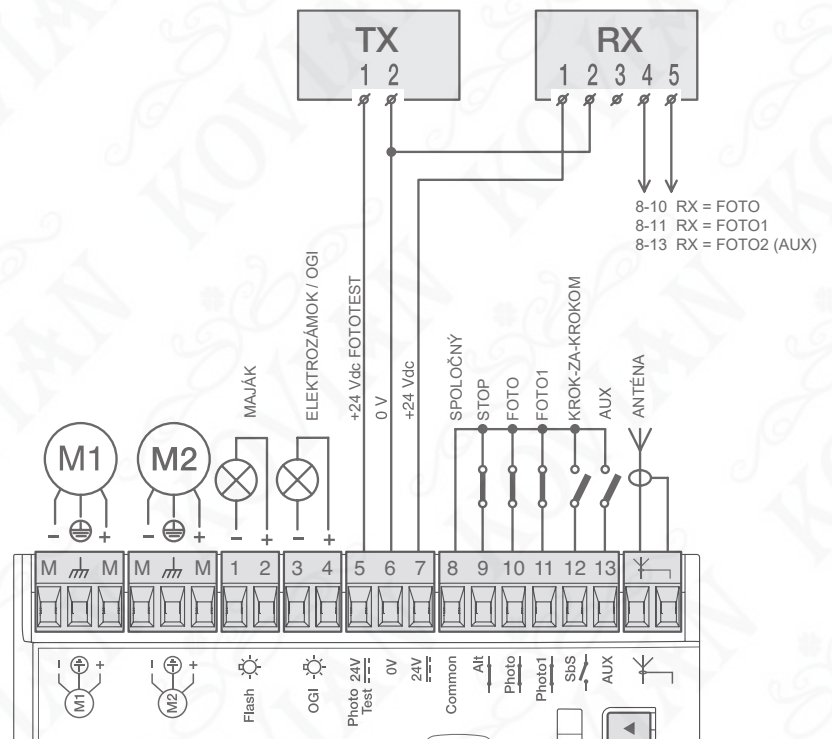 TX
1 2
RX
1 2 3 4 5
8-10 RX = FOTO
8-11 RX = FOTO1
8-13 RX = FOTO2 (AUX)
MAJÁK
ELEKTROZÁMOK / OGI
+24 Vdc FOTOTEST
0 V
+24 Vdc
SPOLOČNÝ
STOP
FOTO
FOTO1
KROK-ZA-KROKOM
AUX
ANTÉNA
M1
M2
- +
- +
- +
- +
M M M M 1 2 3 4 5 6 7 8 9 10 11 12 13
- +
M1
- +
M2
Flash
OGI
Photo 24V
Test
0V
24V
Common
Alt
Photo
Photo1
SbS
AUX
KOVIAN